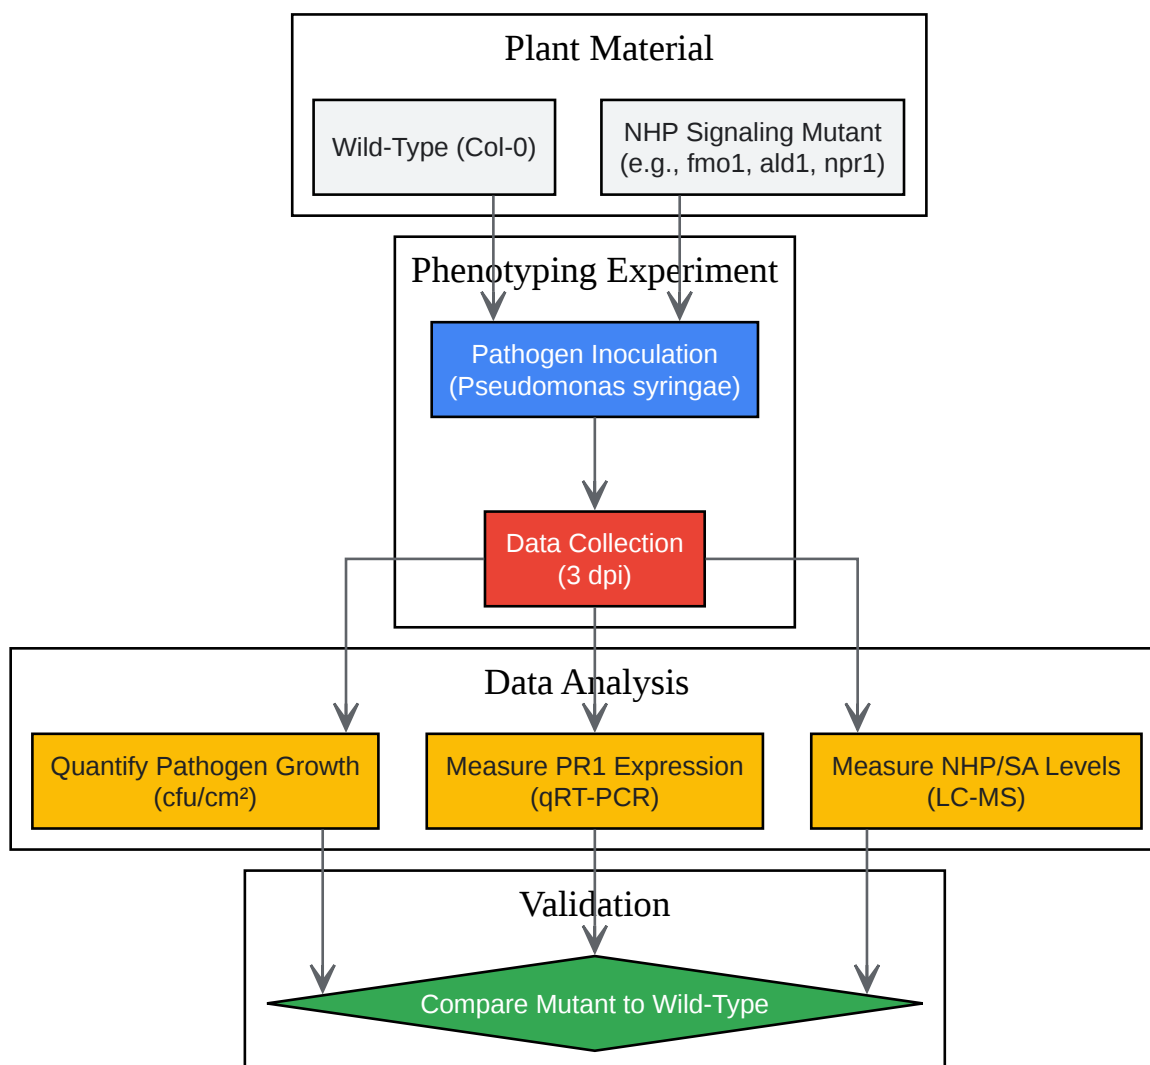 Plant Material
Wild-Type (Col-0)
NHP Signaling Mutant
(e.g., fmo1, ald1, npr1)
Phenotyping Experiment
Pathogen Inoculation
(Pseudomonas syringae)
Data Collection
(3 dpi)
Data Analysis
Quantify Pathogen Growth
(cfu/cm²)
Measure PR1 Expression
(qRT-PCR)
Measure NHP/SA Levels
(LC-MS)
Validation
Compare Mutant to Wild-Type